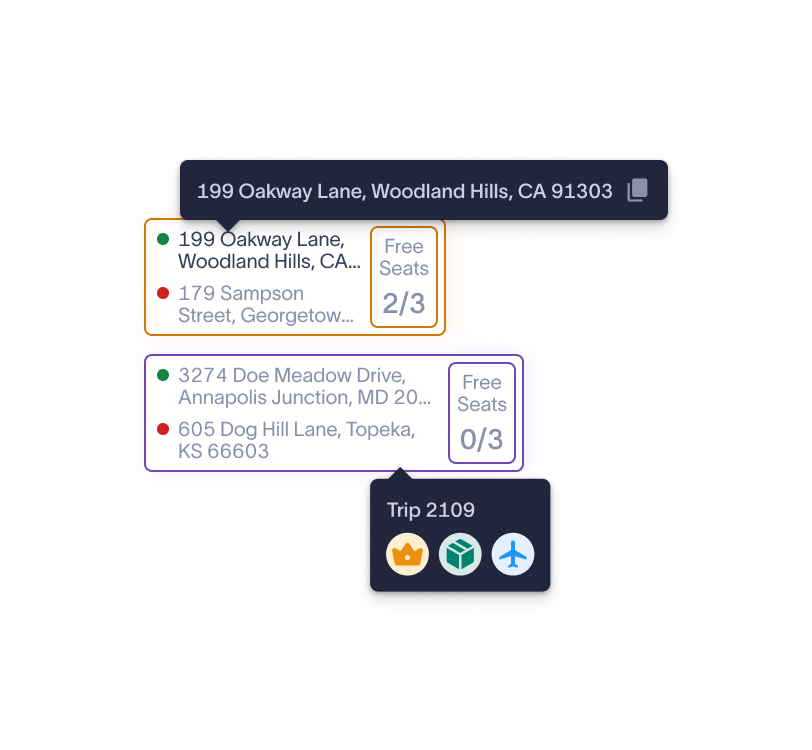 199 Oakway Lane, Woodland Hills, CA 91303
199 Oakway Lane,
Woodland Hills, CA...
179 Sampson
Street, Georgetow...
Free
Seats
2/3
3274 Doe Meadow Drive,
Annapolis Junction, MD 20...
605 Dog Hill Lane, Topeka,
KS 66603
Free
Seats
0/3
Trip 2109